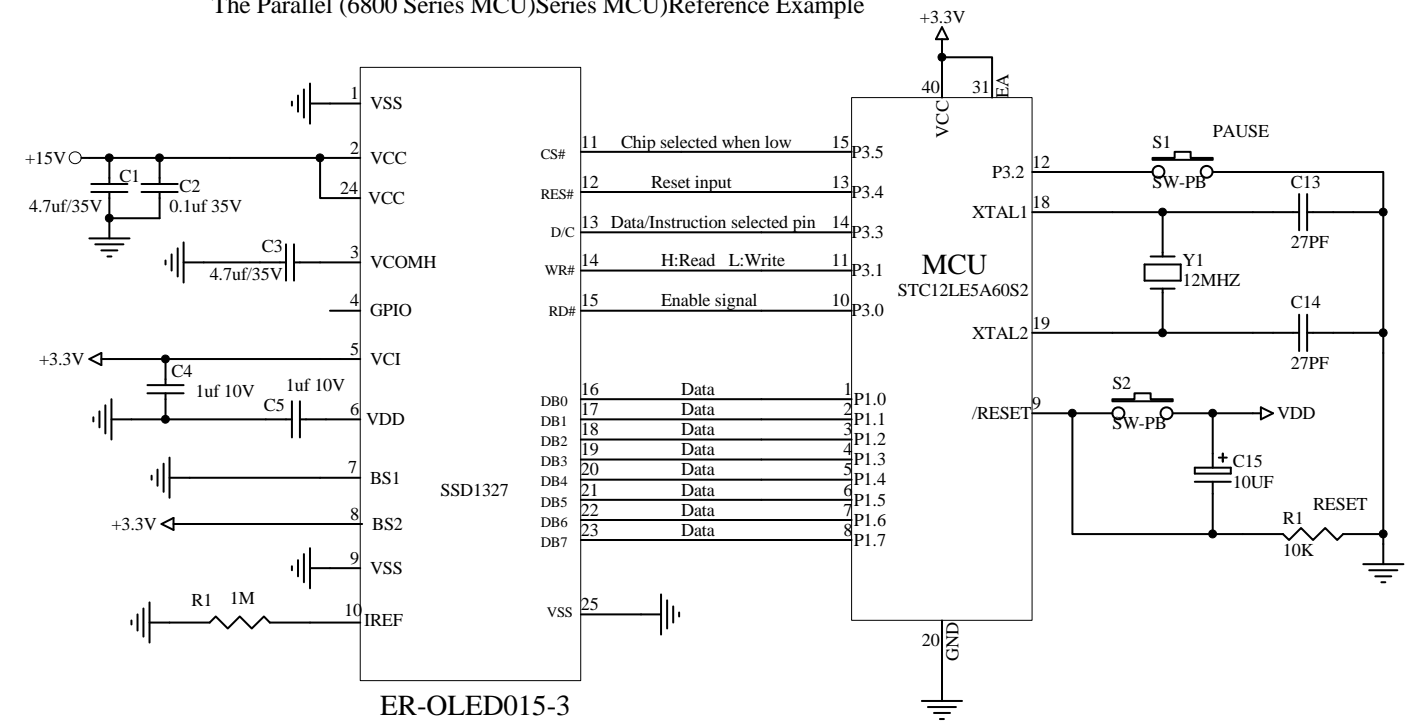 The Parallel (6800 Series MCU)Series MCU)Reference Example
+3.3V
40
31
VCC
EA
1
VSS
+15V
2
VCC
C1
4.7uf/35V
C2
0.1uf 35V
24
VCC
C3
4.7uf/35V
3
VCOMH
4
GPIO
+3.3V
5
VCI
C4
1uf 10V
1uf 10V
C5
6
VDD
7
BS1
+3.3V
8
BS2
9
VSS
R1
1M
10
IREF
SSD1327
ER-OLED015-3
CS#
11
Chip selected when low
15
P3.5
RES#
12
Reset input
13
P3.4
D/C
13
Data/Instruction selected pin
14
P3.3
WR#
14
H:Read L:Write
11
P3.1
RD#
15
Enable signal
10
P3.0
DB0
16
Data
1
P1.0
DB1
17
Data
2
P1.1
DB2
18
Data
3
P1.2
DB3
19
Data
4
P1.3
DB4
20
Data
5
P1.4
DB5
21
Data
6
P1.5
DB6
22
Data
7
P1.6
DB7
23
Data
8
P1.7
VSS
25
MCU
STC12LE5A60S2
P3.2
12
S1
PAUSE
SW-PB
XTAL1
18
C13
27PF
Y1
12MHZ
XTAL2
19
C14
27PF
/RESET
9
S2
SW-PB
VDD
+
C15
10UF
RESET
R1
10K
20
GND